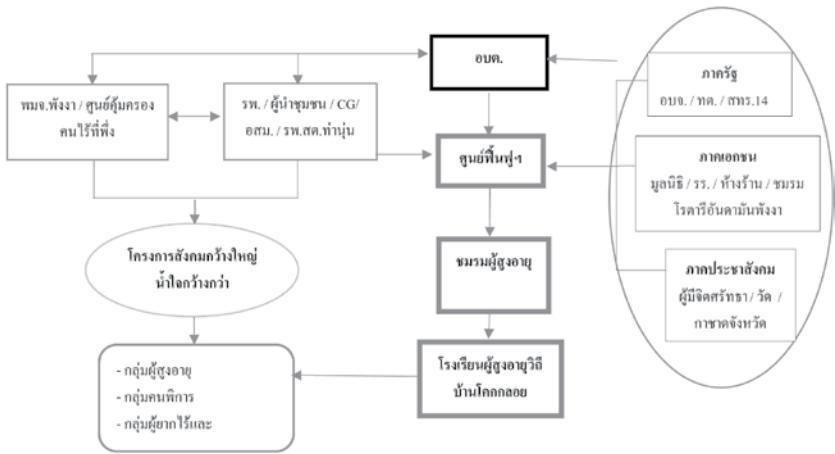 อบต.
ภาครัฐ
อบจ. / ทต. / สทร.14
พมจ.พังงา / ศูนย์คุ้มครอง
คนไร้ที่พึ่ง
รพ. / ผู้นำชุมชน / CG/
อสม. / รพ.สต.ท่านุ่น
ศูนย์ฟื้นฟูฯ
ภาคเอกชน
มูลนิธิ / รร. / ห้างร้าน / ชมรม
โรตารีอันดามันพังงา
โครงการสังคมกว้างใหญ่
น้ำใจกว้างกว่า
ชมรมผู้สูงอายุ
ภาคประชาสังคม
ผู้มีจิตศรัทธา / วัด /
กาชาดจังหวัด
- กลุ่มผู้สูงอายุ
- กลุ่มคนพิการ
- กลุ่มผู้ยากไร้และ
โรงเรียนผู้สูงอายุวิถี
บ้านโคกกลอย